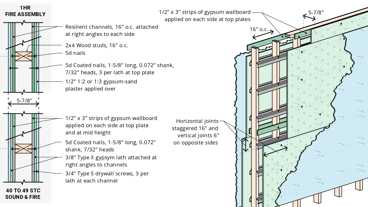 1HR
FIRE ASSEMBLY
Resilient channels, 16" o.c. attached
at right angles to each side
2x4 Wood studs, 16" o.c.
5d nails
5d Coated nails, 1-5/8" long, 0.072" shank,
7/32" heads, 3 per lath at top plate
1/2" 1:2 or 1:3 gypsum-sand
plaster applied over
5-7/8"
1/2" x 3" strips of gypsum wallboard
applied on each side at top plate
and at mid height
5d Coated nails, 1-5/8" long, 0.072"
shank, 7/32" heads
3/8" Type X gypsum lath attached at
right angles to channels
3/4" Type S drywall screws, 3 per
lath at each channel
40 TO 49 STC
SOUND & FIRE
1/2" x 3" strips of gypsum wallboard
applied on each side at top plates
5-7/8"
16" o.c.
Horizontal joints
staggered 16" and
vertical joints 6"
on opposite sides